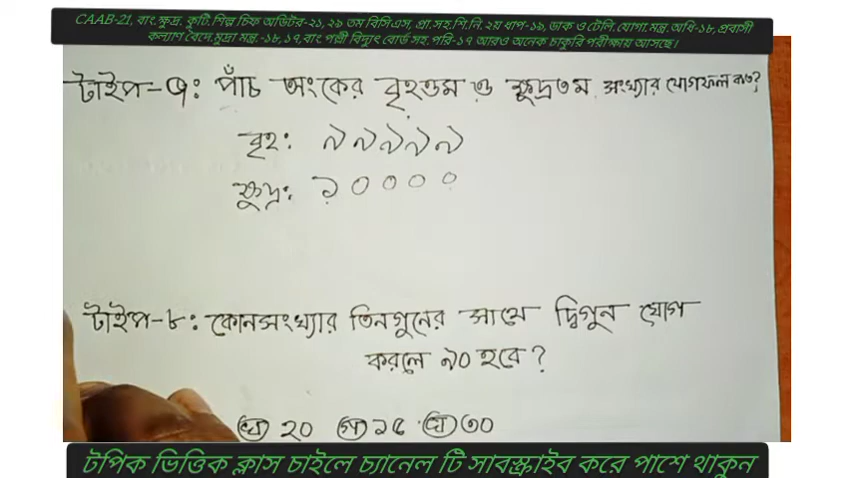 CAAB-21, বাং.ক্ষুদ্র. কুটি.শিল্প চিফ অডিটর-২১,২৯ তম বিসিএস, প্রা.সহ.শি.নি.২য় ধাপ-১৯,ডাক ও টেলি.যোগা.মন্ত্র.অধি-১৮,প্রবাসী
কল্যাণ বৈদে.মুদ্রা মন্ত্র.-১৮,১৭,বাং পল্লী বিদ্যুৎ বোর্ড সহ.পরি-১৭ আরও অনেক চাকুরি পরীক্ষায় আসছে।
টাইপ-৭: পাঁচ অংকের বৃহত্তম ও ক্ষুদ্রতম সংখ্যার যোগফল কত?
বৃহ: ৯৯৯৯৯
ক্ষুদ্র: ১০০০০
টাইপ-৮: কোনসংখ্যার তিনগুনের সাথে দ্বিগুন যোগ
করলে ৯০ হবে?
২০ গ ১৫ ঘ ৩০
টপিক ভিত্তিক ক্লাস চাইলে চ্যানেল টি সাবস্ক্রাইব করে পাশে থাকুন